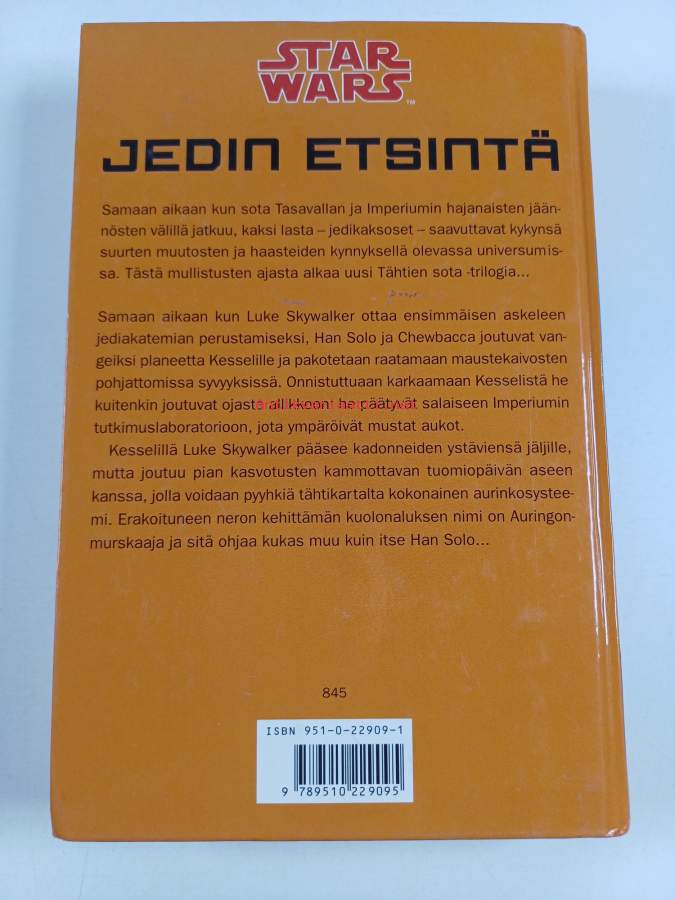 STAR
WARS
TM
JEDIN ETSINTÄ
Samaan aikaan kun sota Tasavallan ja Imperiumin hajanaisten jään-
nösten välillä jatkuu, kaksi lasta – jedikaksoset – saavuttavat kykynsä
suurten muutosten ja haasteiden kynnyksellä olevassa universumis-
sa. Tästä mullistusten ajasta alkaa uusi Tähtien sota -trilogia...
Samaan aikaan kun Luke Skywalker ottaa ensimmäisen askeleen
jediakatemian perustamiseksi, Han Solo ja Chewbacca joutuvat van-
geiksi planeetta Kesselille ja pakotetaan raatamaan maustekaivosten
pohjattomissa syvyyksissä. Onnistuttuaan karkaamaan Kesselistä he
kuitenkin joutuvat ojasta allikkoon: he päätyvät salaiseen Imperiumin
tutkimuslaboratorioon, jota ympäröivät mustat aukot.
Kesselillä Luke Skywalker pääsee kadonneiden ystäviensä jäljille,
mutta joutuu pian kasvotusten kammottavan tuomiopäivän aseen
kanssa, jolla voidaan pyyhkiä tähtikartalta kokonainen aurinkosystee-
mi. Erakoituneen neron kehittämän kuolonaluksen nimi on Auringon-
murskaaja ja sitä ohjaa kukas muu kuin itse Han Solo...
845
ISBN 951-0-22909-1
9 789510 229095